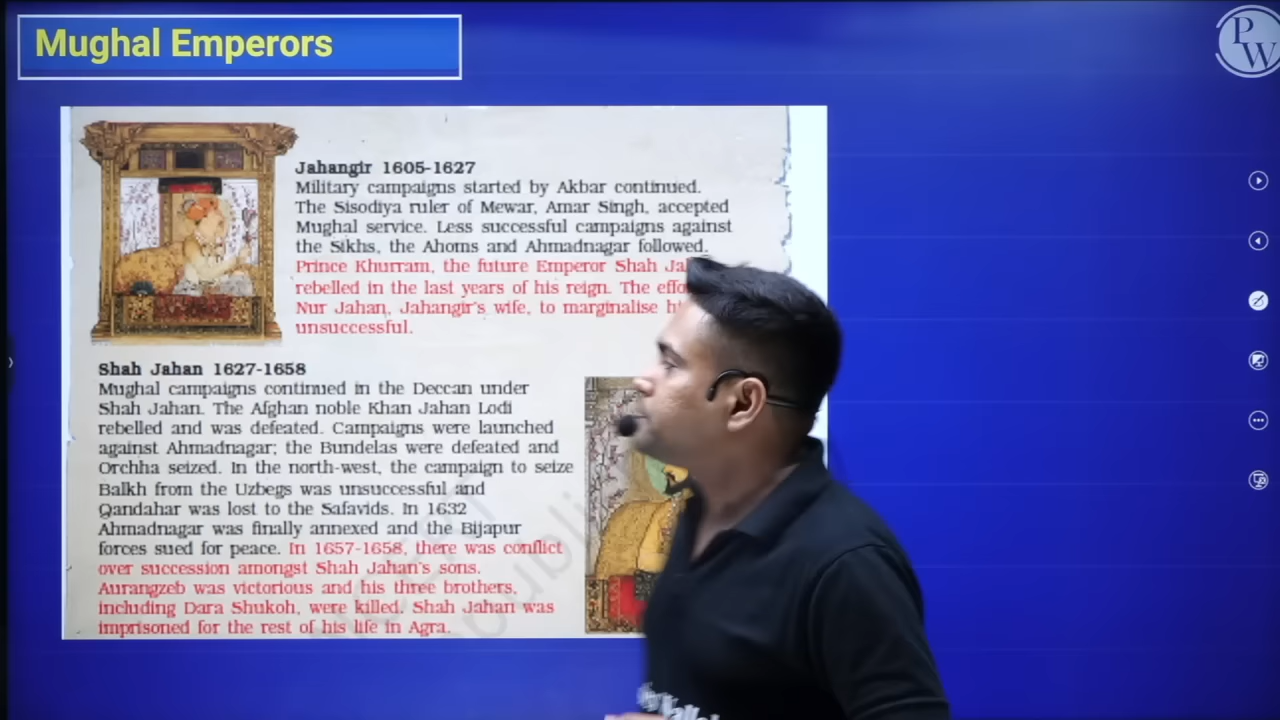 Mughal Emperors
PW
Jahangir 1605-1627
Military campaigns started by Akbar continued.
The Sisodiya ruler of Mewar, Amar Singh, accepted
Mughal service. Less successful campaigns against
the Sikhs, the Ahoms and Ahmadnagar followed.
Prince Khurram, the future Emperor Shah
rebelled in the last years of his reign. The
Nur Jahan, Jahangir's wife, to marginalise
unsuccessful.
Shah Jahan 1627-1658
Mughal campaigns continued in the Deccan under
Shah Jahan. The Afghan noble Khan Jahan Lodi
rebelled and was defeated. Campaigns were launched
against Ahmadnagar; the Bundelas were defeated and
Orchha seized. In the north-west, the campaign to seize
Balkh from the Uzbegs was unsuccessful and
Qandahar was lost to the Safavids. In 1632
Ahmadnagar was finally annexed and the Bijapur
forces sued for peace. In 1657-1658, there was conflict
over succession amongst Shah Jahan's sons.
Aurangzeb was victorious and his three brothers,
including Dara Shukoh, were killed. Shah Jahan was
imprisoned for the rest of his life in Agra.